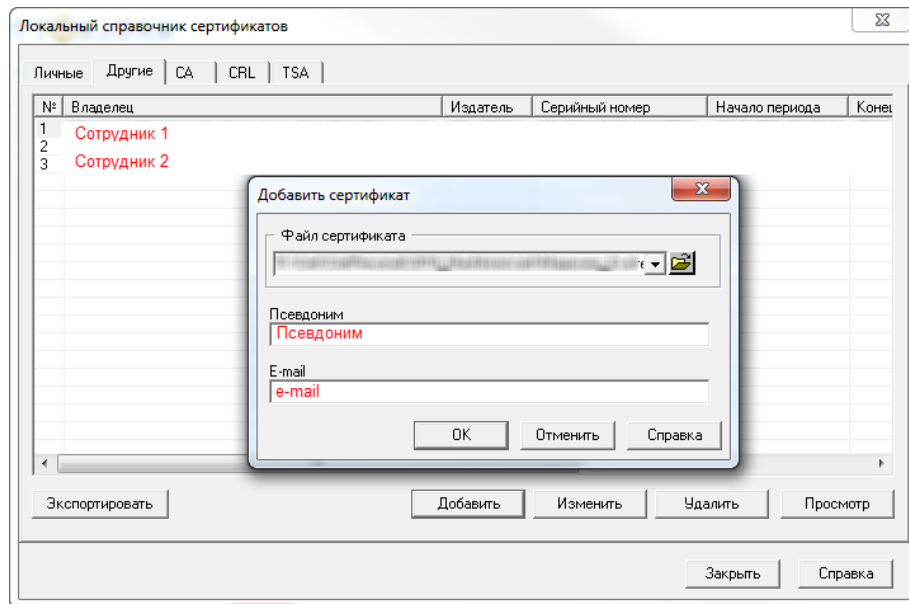 Локальный справочник сертификатов
Личные Другие CA CRL TSA
№ Владелец Издатель Серийный номер Начало периода
1 Сотрудник 1
2
3 Сотрудник 2
Добавить сертификат
Файл сертификата
Псевдоним
Псевдоним
E-mail
e-mail
OK Отменить Справка
Экспортировать Добавить Изменить Удалить Просмотр
Закрыть Справка